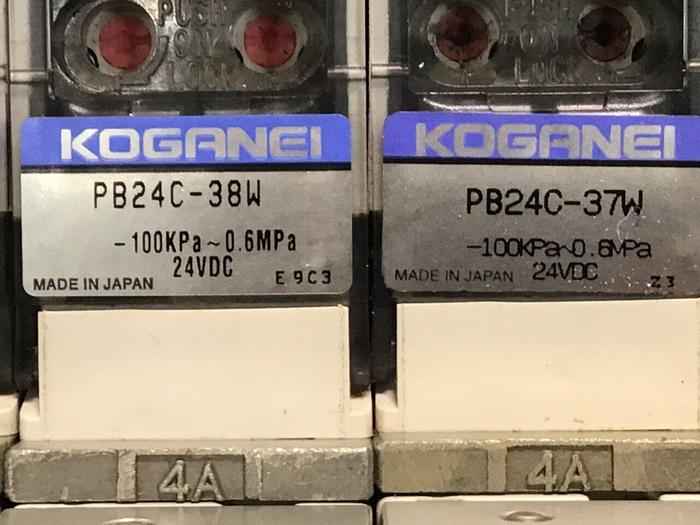 PUSH
ON
LOCK
KOGANEI
PB24C-38W
-100KPa~0.6MPa
24VDC
MADE IN JAPAN E9C3
4A
PUSH
ON
LOCK
KOGANEI
PB24C-37W
-100KPa~0.6MPa
MADE IN JAPAN 24VDC
Z3
4A